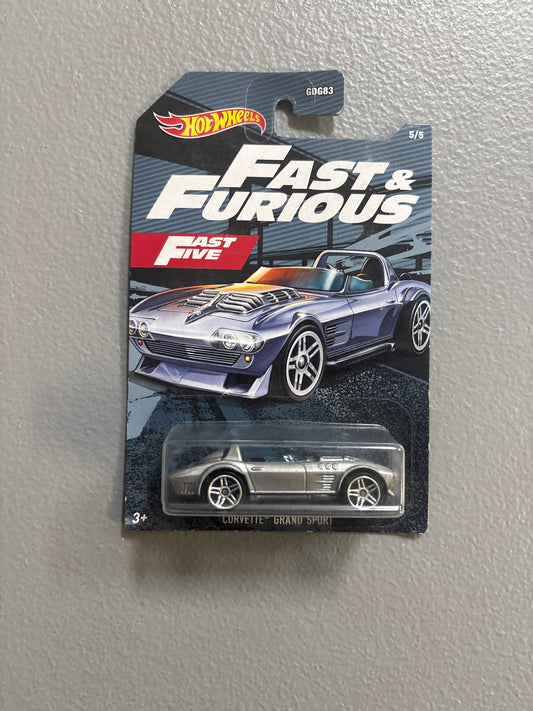 GDG83
HOT WHEELS
5/5
FAST &
FURIOUS
FAST
FIVE
3+
CORVETTE® GRAND SPORT